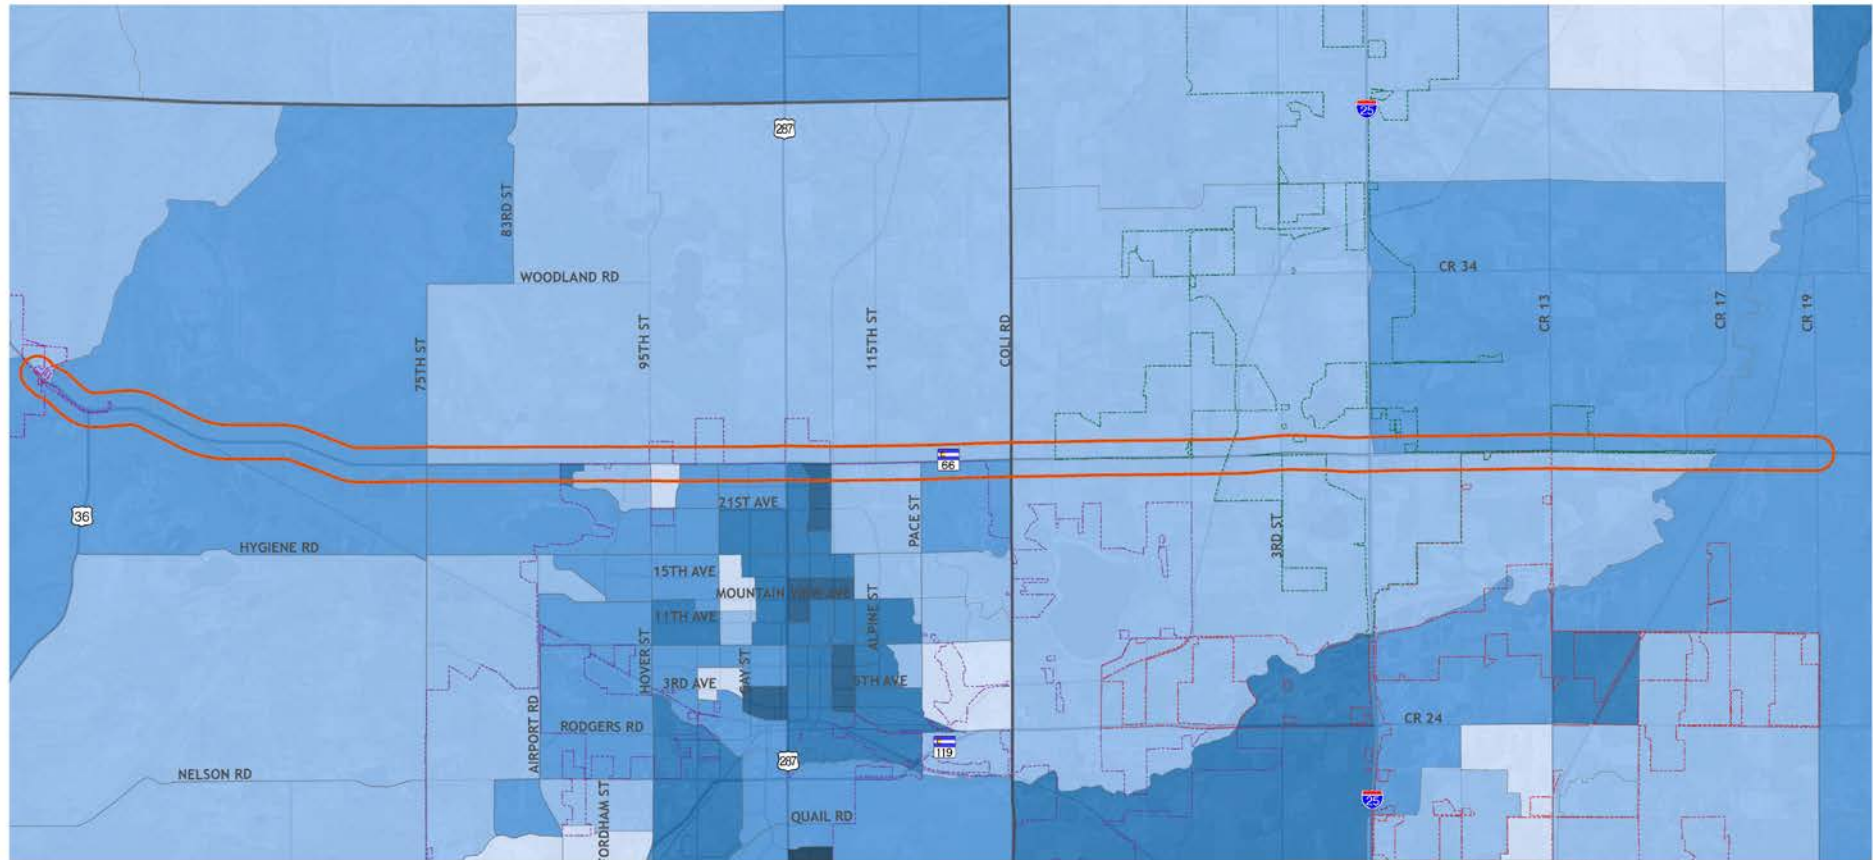 25
287
83RD ST
WOODLAND RD
CR 34
CR 13
CR 17
CR 19
75TH ST
95TH ST
115TH ST
COLI RD
66
36
21ST AVE
PACE ST
3RD ST
HYGIENE RD
15TH AVE
MOUNTAIN VIEW AVE
11TH AVE
ALPINE ST
HOVER ST
GAY ST
3RD AVE
5TH AVE
AIRPORT RD
RODGERS RD
CR 24
119
287
NELSON RD
25
FORDHAM ST
QUAIL RD